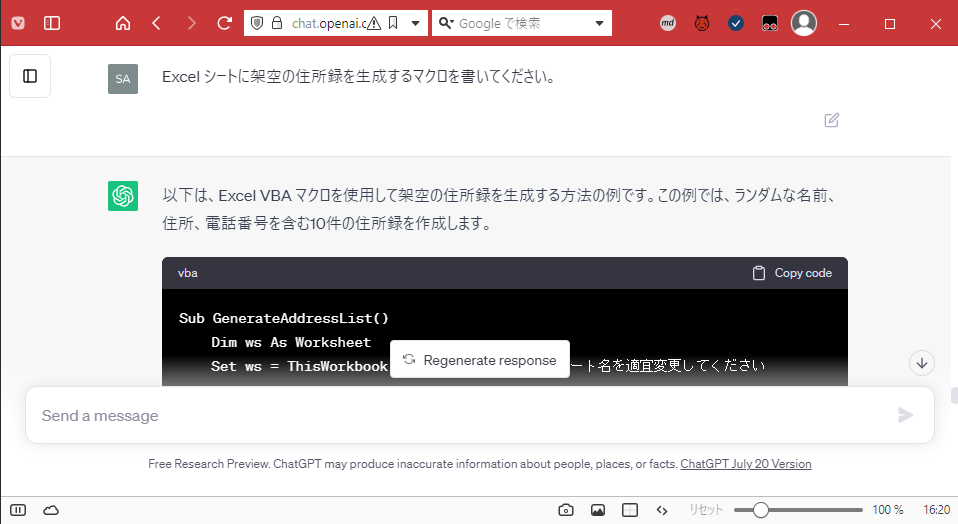 chat.openai.c
Google で検索
md
SA
Excel シートに架空の住所録を生成するマクロを書いてください。
以下は、Excel VBA マクロを使用して架空の住所録を生成する方法の例です。この例では、ランダムな名前、
住所、電話番号を含む10件の住所録を作成します。
vba
Copy code
Sub GenerateAddressList()
Dim ws As Worksheet
Set ws = ThisWorkbook ート名を適宜変更してください
Regenerate response
Send a message
Free Research Preview. ChatGPT may produce inaccurate information about people, places, or facts. ChatGPT July 20 Version
リセット
100 %
16:20